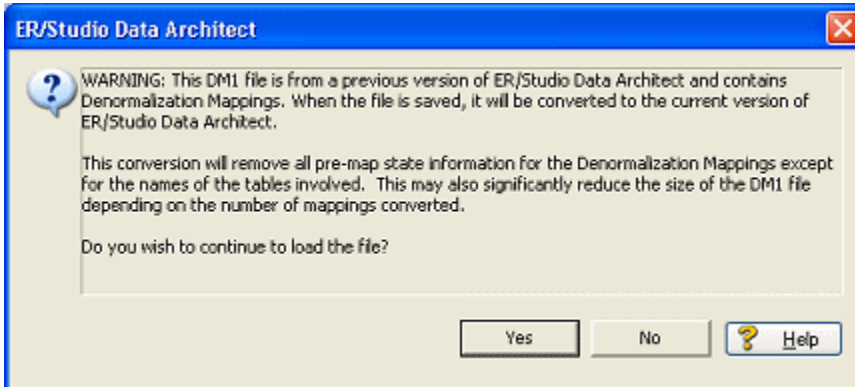 ER/Studio Data Architect
WARNING: This DM1 file is from a previous version of ER/Studio Data Architect and contains
Denormalization Mappings. When the file is saved, it will be converted to the current version of
ER/Studio Data Architect.
This conversion will remove all pre-map state information for the Denormalization Mappings except
for the names of the tables involved.  This may also significantly reduce the size of the DM1 file
depending on the number of mappings converted.
Do you wish to continue to load the file?
Yes No Help